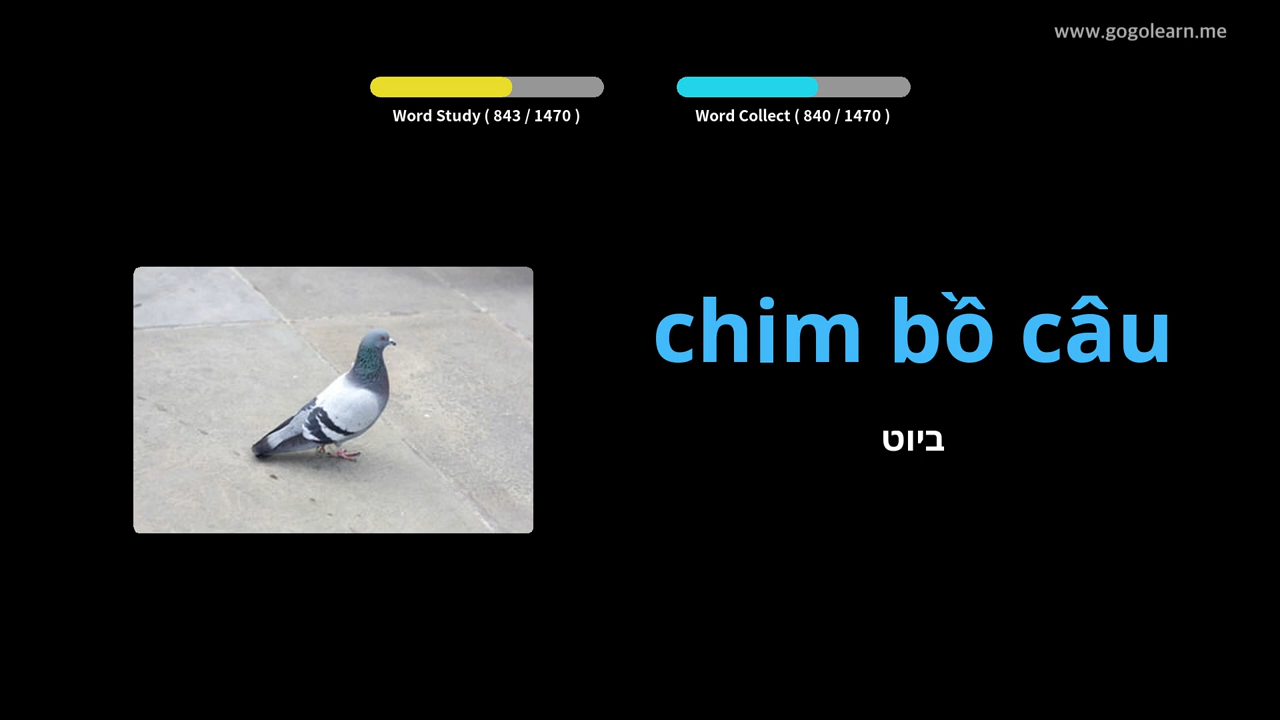 www.gogolearn.me
Word Study ( 843 / 1470 )
Word Collect ( 840 / 1470 )
chim bồ câu
ביוט